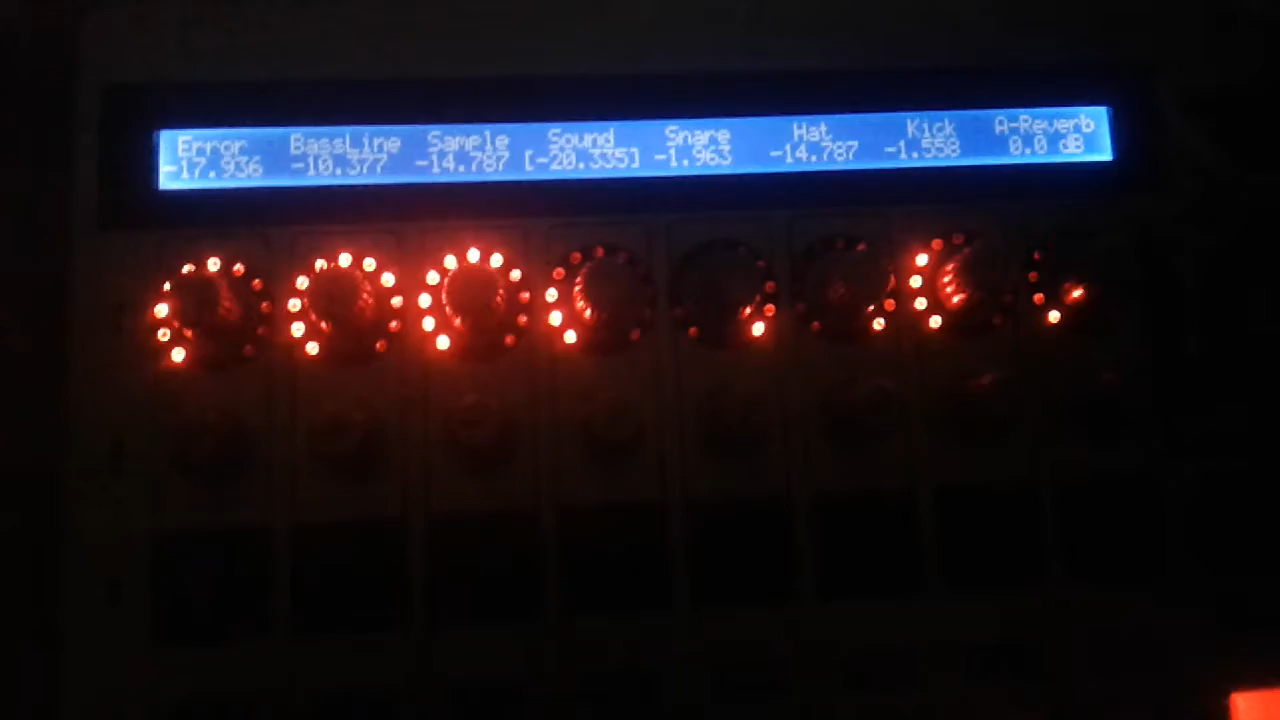 Error BassLine Sample Sound Snare Hat Kick A-Reverb
-17.936 -10.377 -14.787 [-20.335] -1.963 -14.787 -1.558 0.0 dB